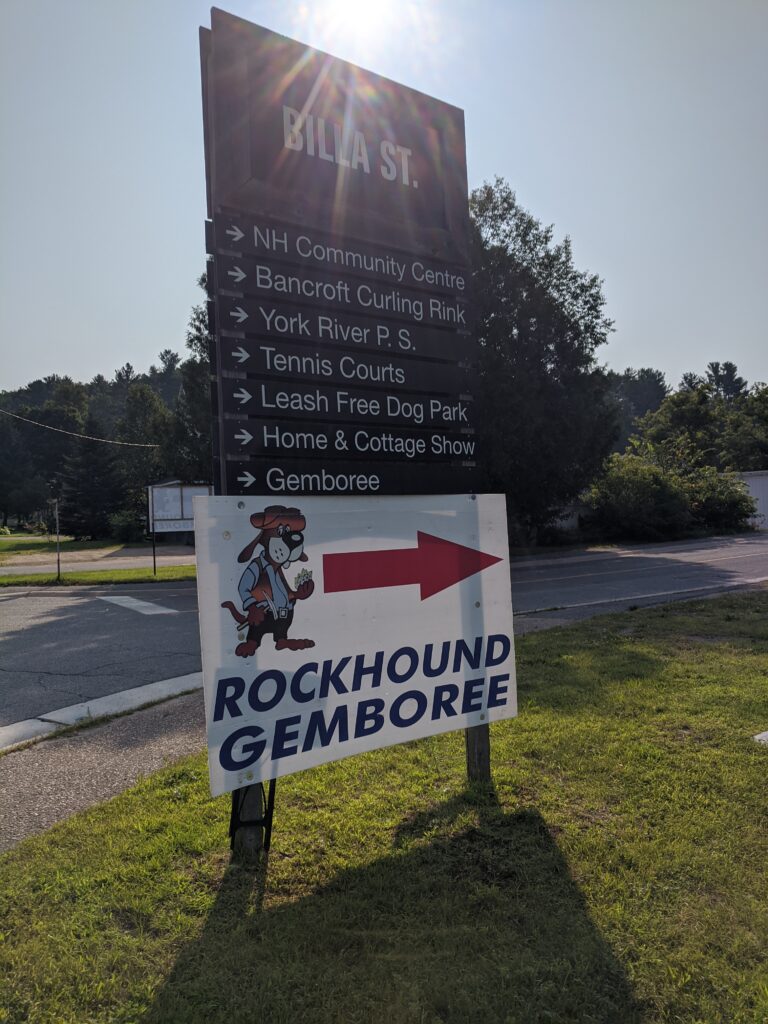 BILLA ST.
→ NH Community Centre
→ Bancroft Curling Rink
→ York River P. S.
→ Tennis Courts
→ Leash Free Dog Park
→ Home & Cottage Show
→ Gemboree
ROCKHOUND
GEMBOREE